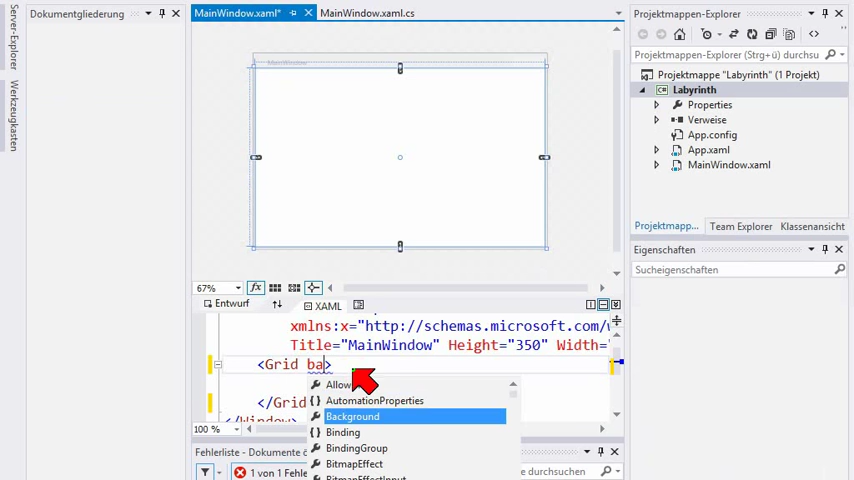 Server-Explorer
Werkzeugkasten
Dokumentgliederung
MainWindow.xaml*
MainWindow.xaml.cs
MainWindow
67%
fx
Entwurf
XAML
xmlns:x="http://schemas.microsoft.com/w
Title="MainWindow" Height="350" Width="
<Grid ba>
Allow
AutomationProperties
Background
Binding
BindingGroup
BitmapEffect
BitmapEffectInput
</Grid
</Window>
100 %
Fehlerliste - Dokumente
1 von 1 Fehle
durchsuchen
Projektmappen-Explorer
Projektmappen-Explorer (Strg+ü) durchsu
Projektmappe "Labyrinth" (1 Projekt)
C# Labyrinth
Properties
Verweise
App.config
App.xaml
MainWindow.xaml
Projektmapp...
Team Explorer
Klassenansicht
Eigenschaften
Sucheigenschaften